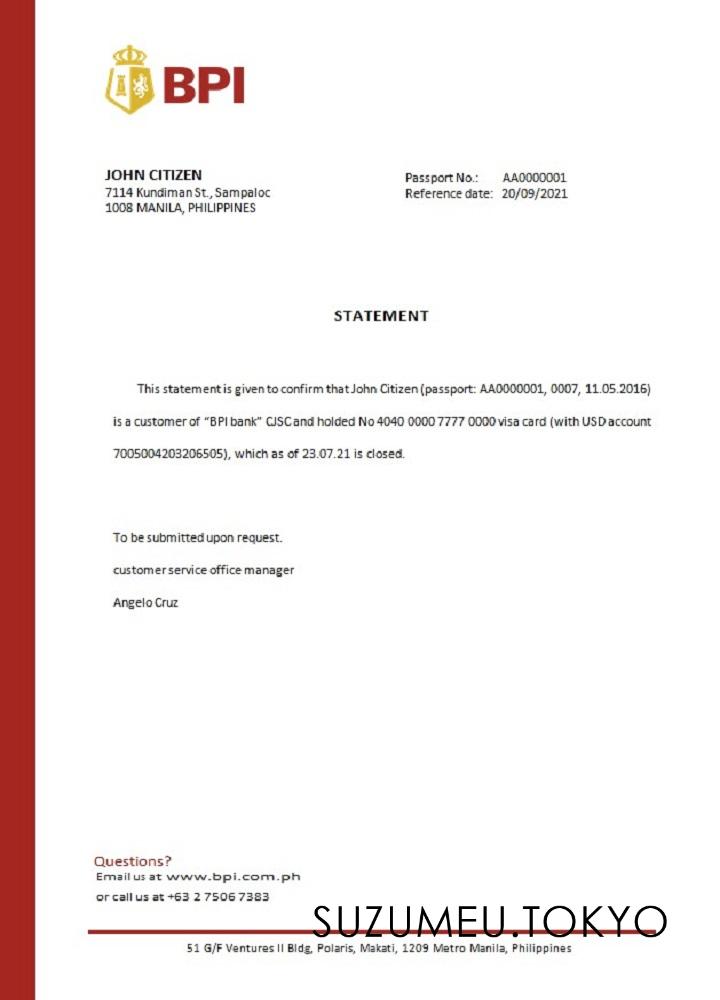 BPI
JOHN CITIZEN
7114 Kundiman St., Sampaloc
1008 MANILA, PHILIPPINES
Passport No.: AA0000001
Reference date: 20/09/2021
STATEMENT
This statement is given to confirm that John Citizen (passport: AA0000001, 0007, 11.05.2016)
is a customer of “BPI bank” CJSC and holded No 4040 0000 7777 0000 visa card (with USD account
7005004203206505), which as of 23.07.21 is closed.
To be submitted upon request.
customer service office manager
Angelo Cruz
Questions?
Email us at www.bpi.com.ph
or call us at +63 2 7506 7383
SUZUMEU.TOKYO
51 G/F Ventures II Bldg, Polaris, Makati, 1209 Metro Manila, Philippines